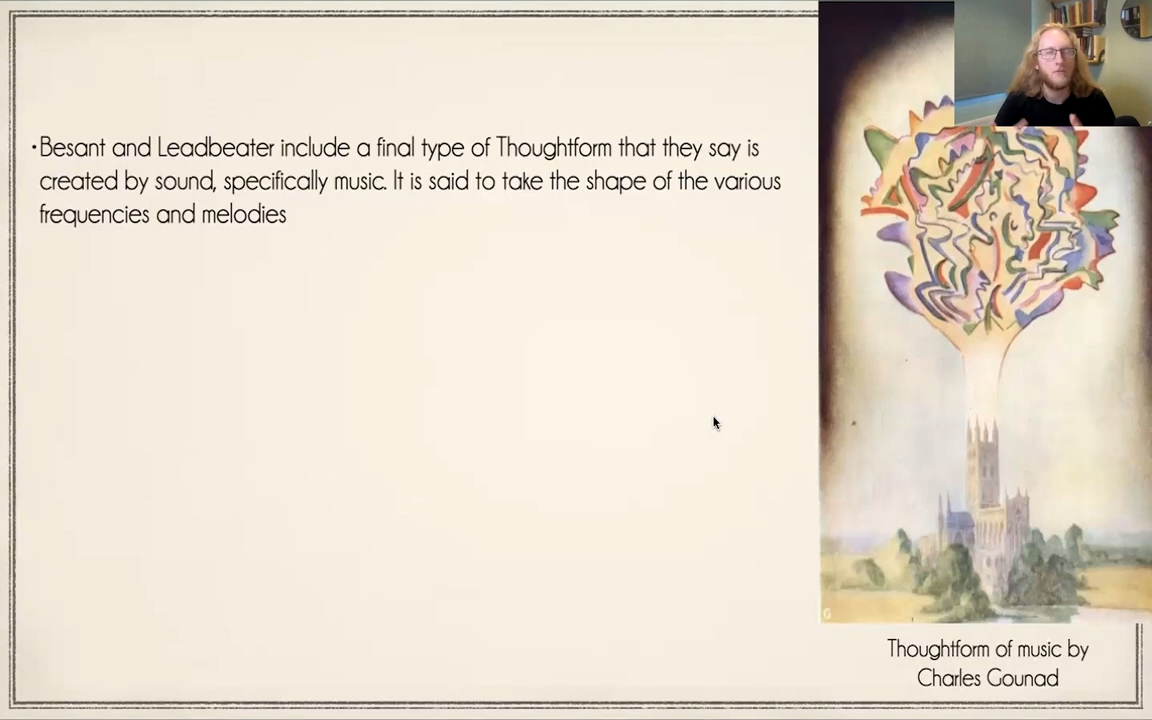 •Besant and Leadbeater include a final type of Thoughtform that they say is
created by sound, specifically music. It is said to take the shape of the various
frequencies and melodies
G
Thoughtform of music by
Charles Gounad